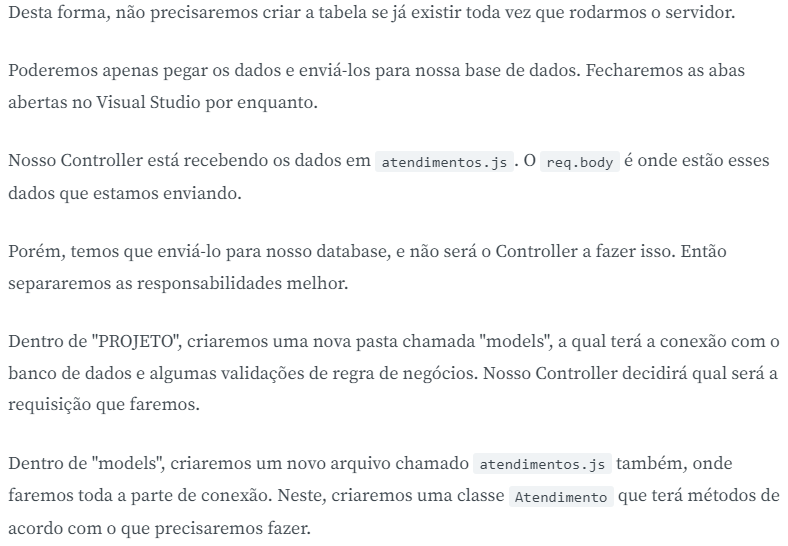 Desta forma, não precisaremos criar a tabela se já existir toda vez que rodarmos o servidor.
Poderemos apenas pegar os dados e enviá-los para nossa base de dados. Fecharemos as abas
abertas no Visual Studio por enquanto.
Nosso Controller está recebendo os dados em atendimentos.js. O req.body é onde estão esses
dados que estamos enviando.
Porém, temos que enviá-lo para nosso database, e não será o Controller a fazer isso. Então
separaremos as responsabilidades melhor.
Dentro de "PROJETO", criaremos uma nova pasta chamada "models", a qual terá a conexão com o
banco de dados e algumas validações de regra de negócios. Nosso Controller decidirá qual será a
requisição que faremos.
Dentro de "models", criaremos um novo arquivo chamado atendimentos.js também, onde
faremos toda a parte de conexão. Neste, criaremos uma classe Atendimento que terá métodos de
acordo com o que precisaremos fazer.